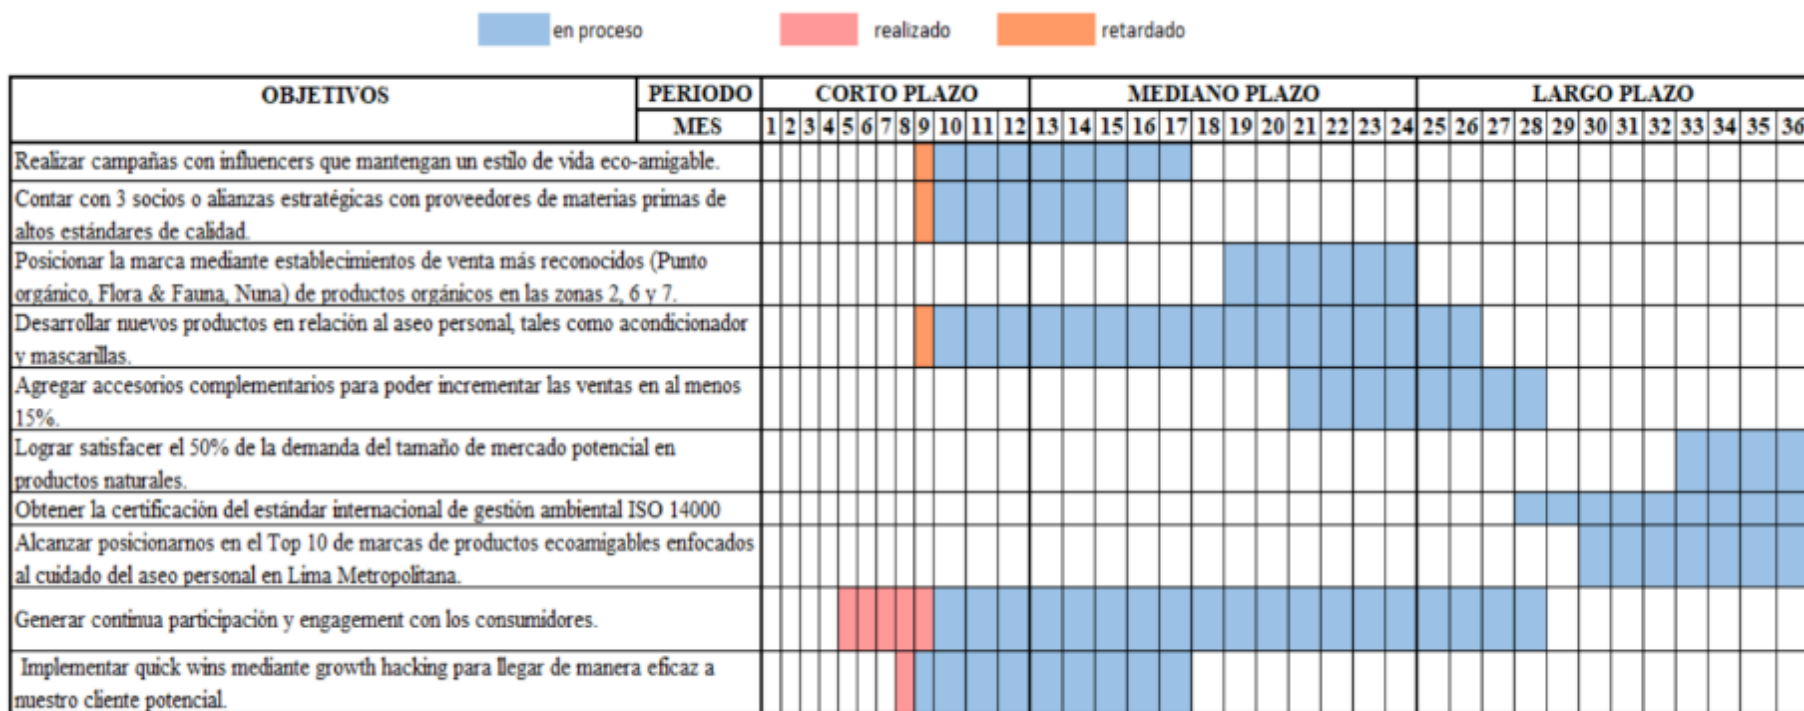 en proceso realizado retardado
OBJETIVOS PERIODO CORTO PLAZO MEDIANO PLAZO LARGO PLAZO
MES 1 2 3 4 5 6 7 8 9 10 11 12 13 14 15 16 17 18 19 20 21 22 23 24 25 26 27 28 29 30 31 32 33 34 35 36
Realizar campañas con influencers que mantengan un estilo de vida eco-amigable.
Contar con 3 socios o alianzas estratégicas con proveedores de materias primas de
altos estándares de calidad.
Posicionar la marca mediante establecimientos de venta más reconocidos (Punto
orgánico, Flora & Fauna, Nuna) de productos orgánicos en las zonas 2, 6 y 7.
Desarrollar nuevos productos en relación al aseo personal, tales como acondicionador
y mascarillas.
Agregar accesorios complementarios para poder incrementar las ventas en al menos
15%.
Lograr satisfacer el 50% de la demanda del tamaño de mercado potencial en
productos naturales.
Obtener la certificación del estándar internacional de gestión ambiental ISO 14000
Alcanzar posicionarnos en el Top 10 de marcas de productos ecoamigables enfocados
al cuidado del aseo personal en Lima Metropolitana.
Generar continua participación y engagement con los consumidores.
Implementar quick wins mediante growth hacking para llegar de manera eficaz a
nuestro cliente potencial.